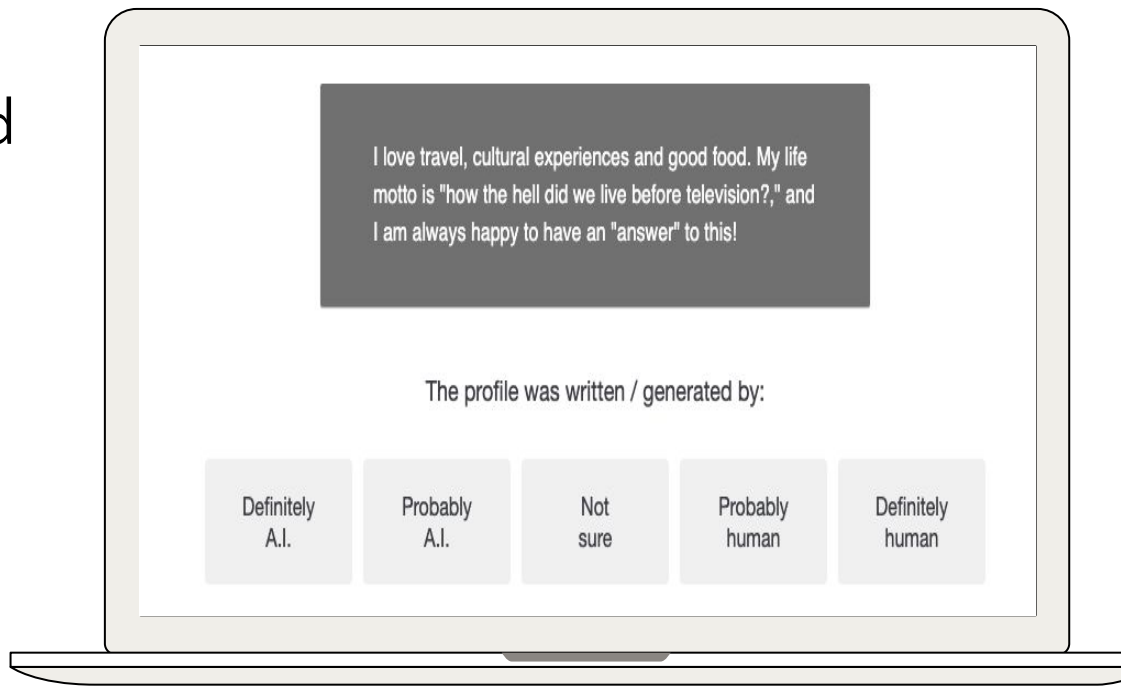 d
I love travel, cultural experiences and good food. My life
motto is "how the hell did we live before television?," and
I am always happy to have an "answer" to this!
The profile was written / generated by:
Definitely
A.I.
Probably
A.I.
Not
sure
Probably
human
Definitely
human